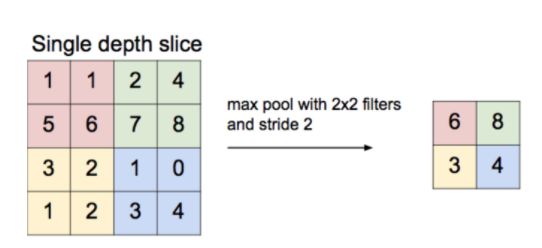 Single depth slice
1 1 2 4
5 6 7 8
3 2 1 0
1 2 3 4
max pool with 2x2 filters
and stride 2
6 8
3 4